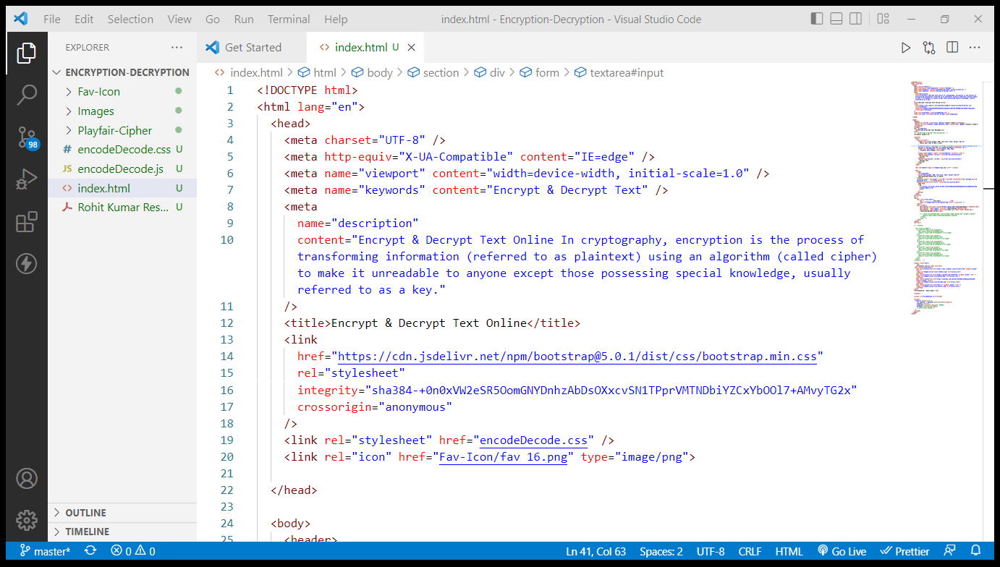 File Edit Selection View Go Run Terminal Help index.html - Encryption-Decryption - Visual Studio Code
EXPLORER ...
ENCRYPTION-DECRYPTION
Fav-Icon
Images
Playfair-Cipher
# encodeDecode.css U
JS encodeDecode.js U
<> index.html U
Rohit Kumar Res... U
OUTLINE
TIMELINE
98
Get Started <> index.html U
<> index.html > html > body > section > div > form > textarea#input
1 <!DOCTYPE html>
2 <html lang="en">
3 <head>
4 <meta charset="UTF-8" />
5 <meta http-equiv="X-UA-Compatible" content="IE=edge" />
6 <meta name="viewport" content="width=device-width, initial-scale=1.0" />
7 <meta name="keywords" content="Encrypt & Decrypt Text" />
8 <meta
9 name="description"
10 content="Encrypt & Decrypt Text Online In cryptography, encryption is the process of
transforming information (referred to as plaintext) using an algorithm (called cipher)
to make it unreadable to anyone except those possessing special knowledge, usually
referred to as a key."
11 />
12 <title>Encrypt & Decrypt Text Online</title>
13 <link
14 href="https://cdn.jsdelivr.net/npm/bootstrap@5.0.1/dist/css/bootstrap.min.css"
15 rel="stylesheet"
16 integrity="sha384-+0n0xVW2eSR5OomGNYDnhzAbDsOXxcvSN1TPprVMTNDbiYZCxYbOOl7+AMvyTG2x"
17 crossorigin="anonymous"
18 />
19 <link rel="stylesheet" href="encodeDecode.css" />
20 <link rel="icon" href="Fav-Icon/fav 16.png" type="image/png">
21
22 </head>
23
24 <body>
25 <header>
master* 0 0 Ln 41, Col 63 Spaces: 2 UTF-8 CRLF HTML Go Live Prettier